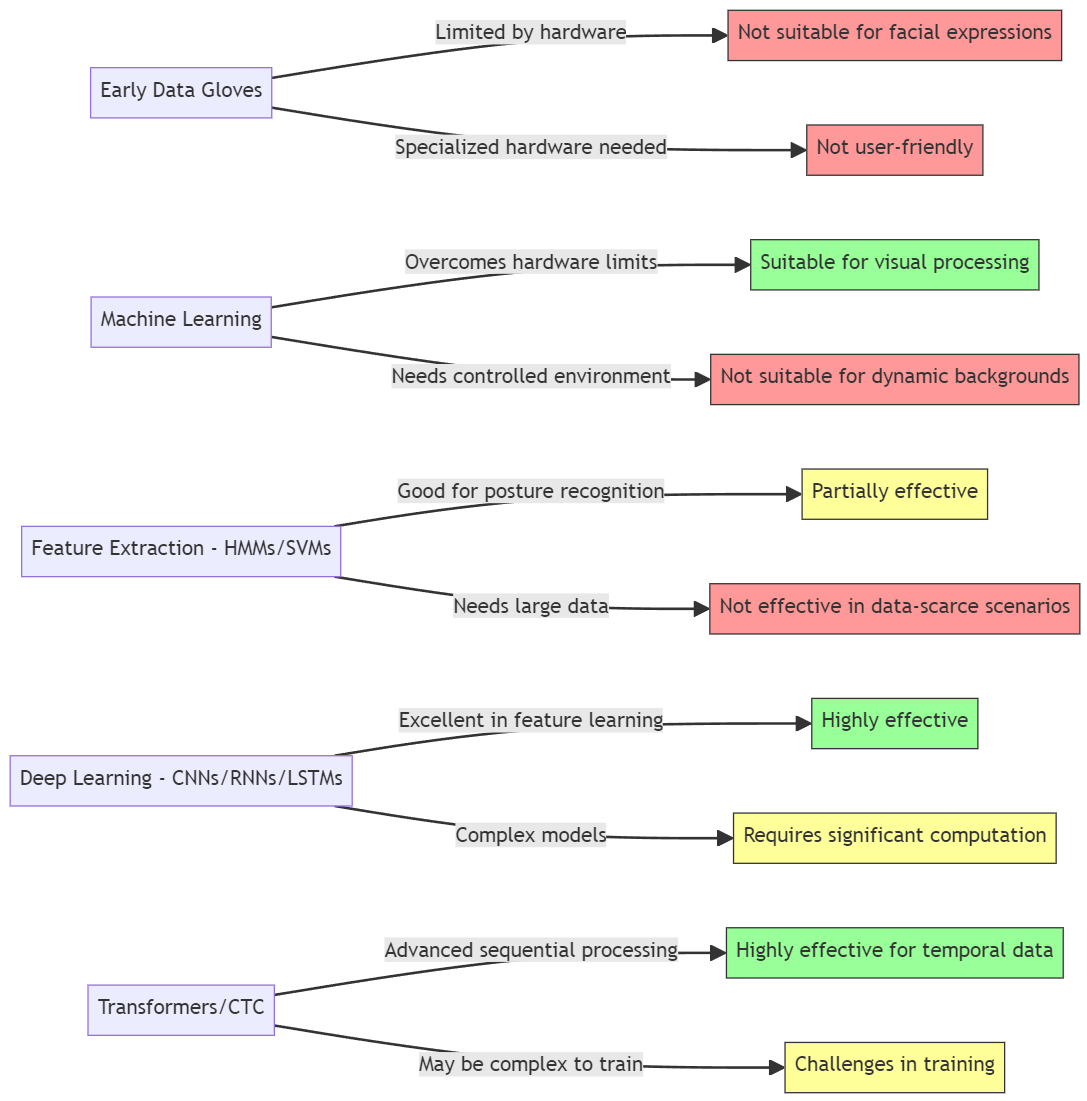 Limited by hardware
Not suitable for facial expressions
Early Data Gloves
Specialized hardware needed
Not user-friendly
Overcomes hardware limits
Suitable for visual processing
Machine Learning
Needs controlled environment
Not suitable for dynamic backgrounds
Good for posture recognition
Partially effective
Feature Extraction - HMMs/SVMs
Needs large data
Not effective in data-scarce scenarios
Excellent in feature learning
Highly effective
Deep Learning - CNNs/RNNs/LSTMs
Complex models
Requires significant computation
Advanced sequential processing
Highly effective for temporal data
Transformers/CTC
May be complex to train
Challenges in training